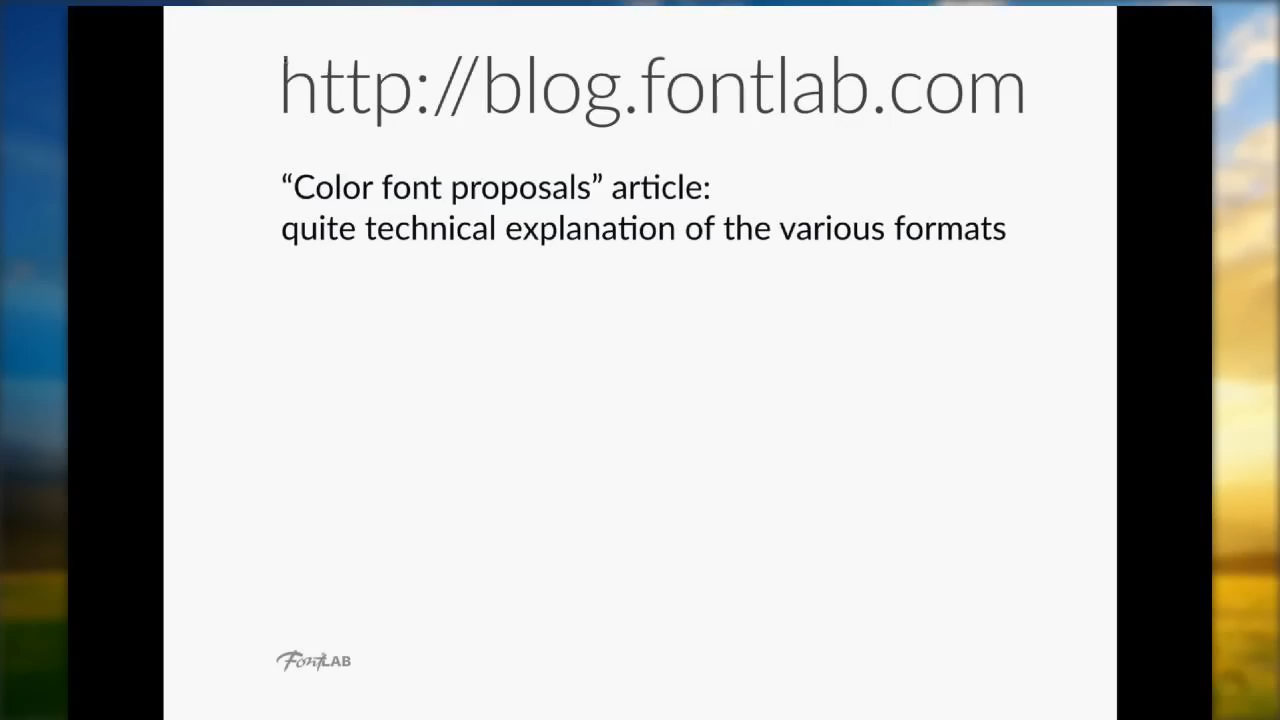 http://blog.fontlab.com
“Color font proposals” article:
quite technical explanation of the various formats
FontLAB